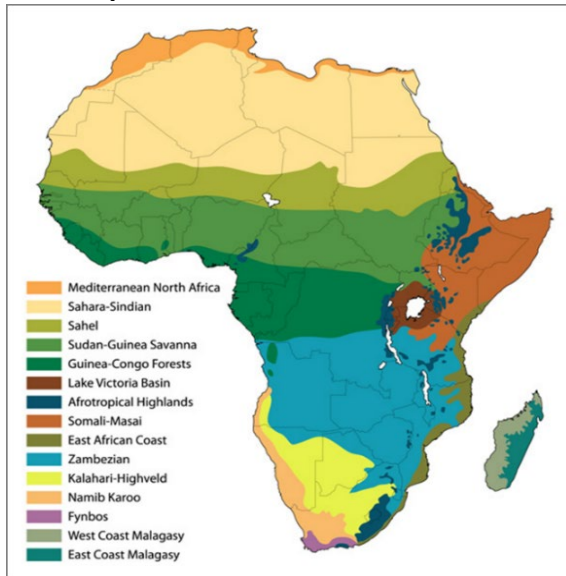 Mediterranean North Africa
Sahara-Sindian
Sahel
Sudan-Guinea Savanna
Guinea-Congo Forests
Lake Victoria Basin
Afrotropical Highlands
Somali-Masai
East African Coast
Zambezian
Kalahari-Highveld
Namib Karoo
Fynbos
West Coast Malagasy
East Coast Malagasy